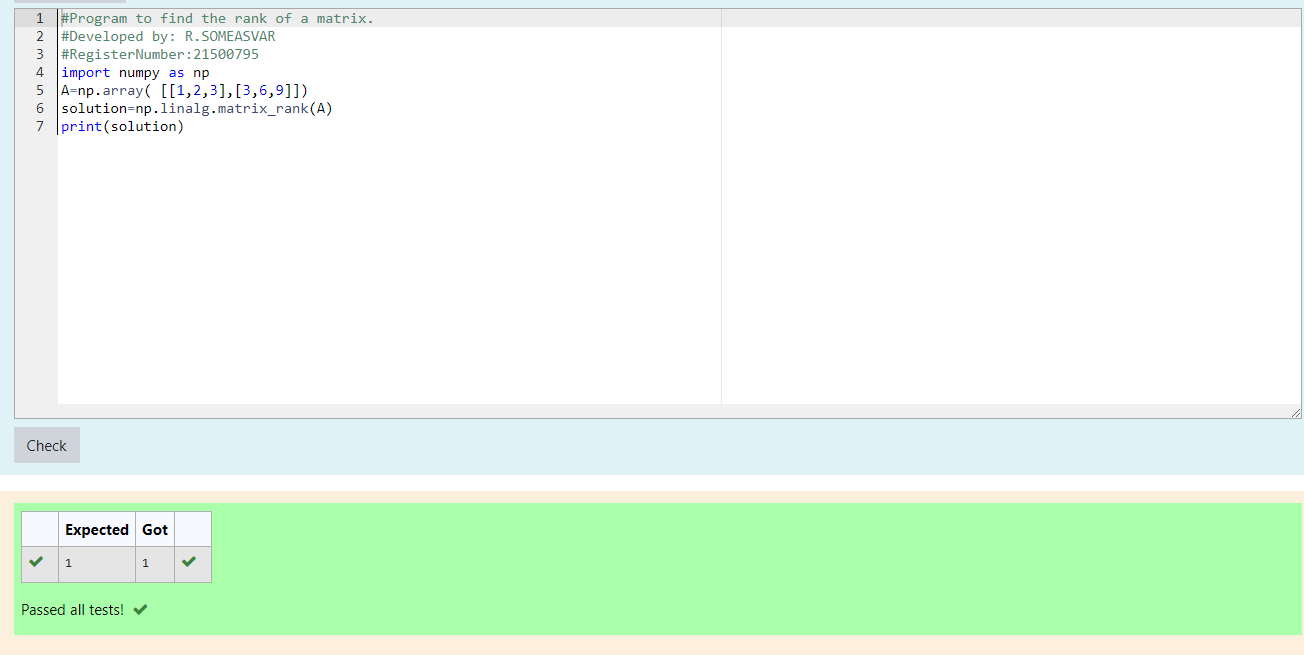 1 #Program to find the rank of a matrix.
2 #Developed by: R.SOMEASVAR
3 #RegisterNumber:21500795
4 import numpy as np
5 A=np.array( [[1,2,3],[3,6,9]])
6 solution=np.linalg.matrix_rank(A)
7 print(solution)
Check
Expected Got
1 1
Passed all tests!